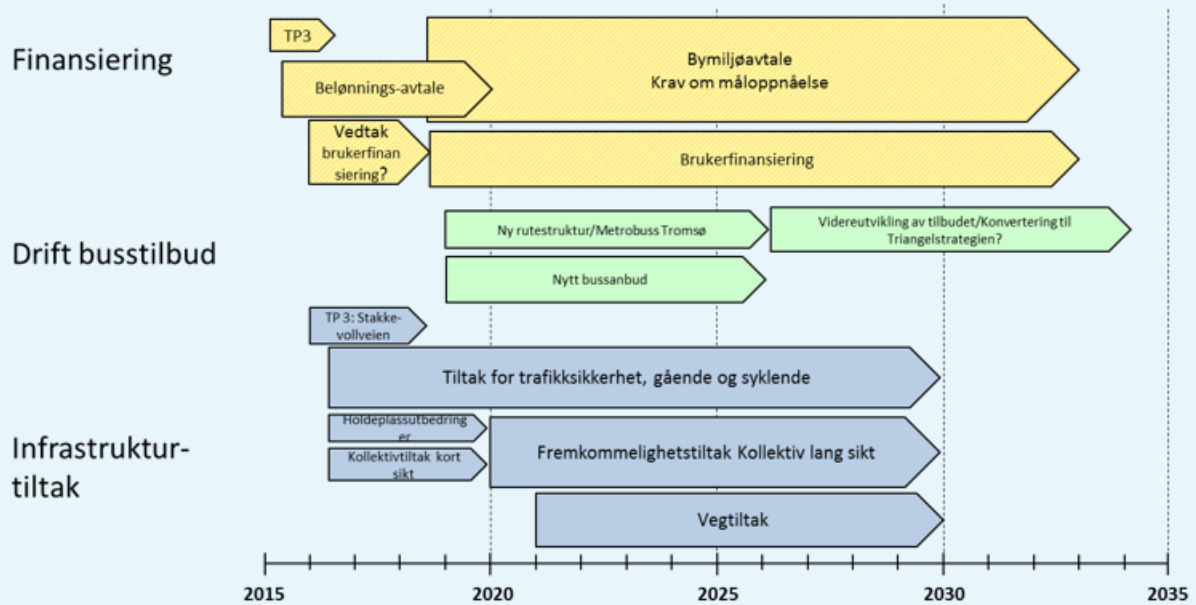 Finansiering
TP3
Belønnings-avtale
Vedtak
brukerfinan
siering?
Bymiljøavtale
Krav om måloppnåelse
Brukerfinansiering
Drift busstilbud
Ny rutestruktur/Metrobuss Tromsø
Nytt bussanbud
Videreutvikling av tilbudet/Konvertering til
Triangelstrategien?
Infrastruktur-
tiltak
TP 3: Stakke-
vollveien
Tiltak for trafikksikkerhet, gående og syklende
Holdeplassutbedring
er
Kollektivtiltak kort
sikt
Fremkommelighetstiltak Kollektiv lang sikt
Vegtiltak
2015 2020 2025 2030 2035